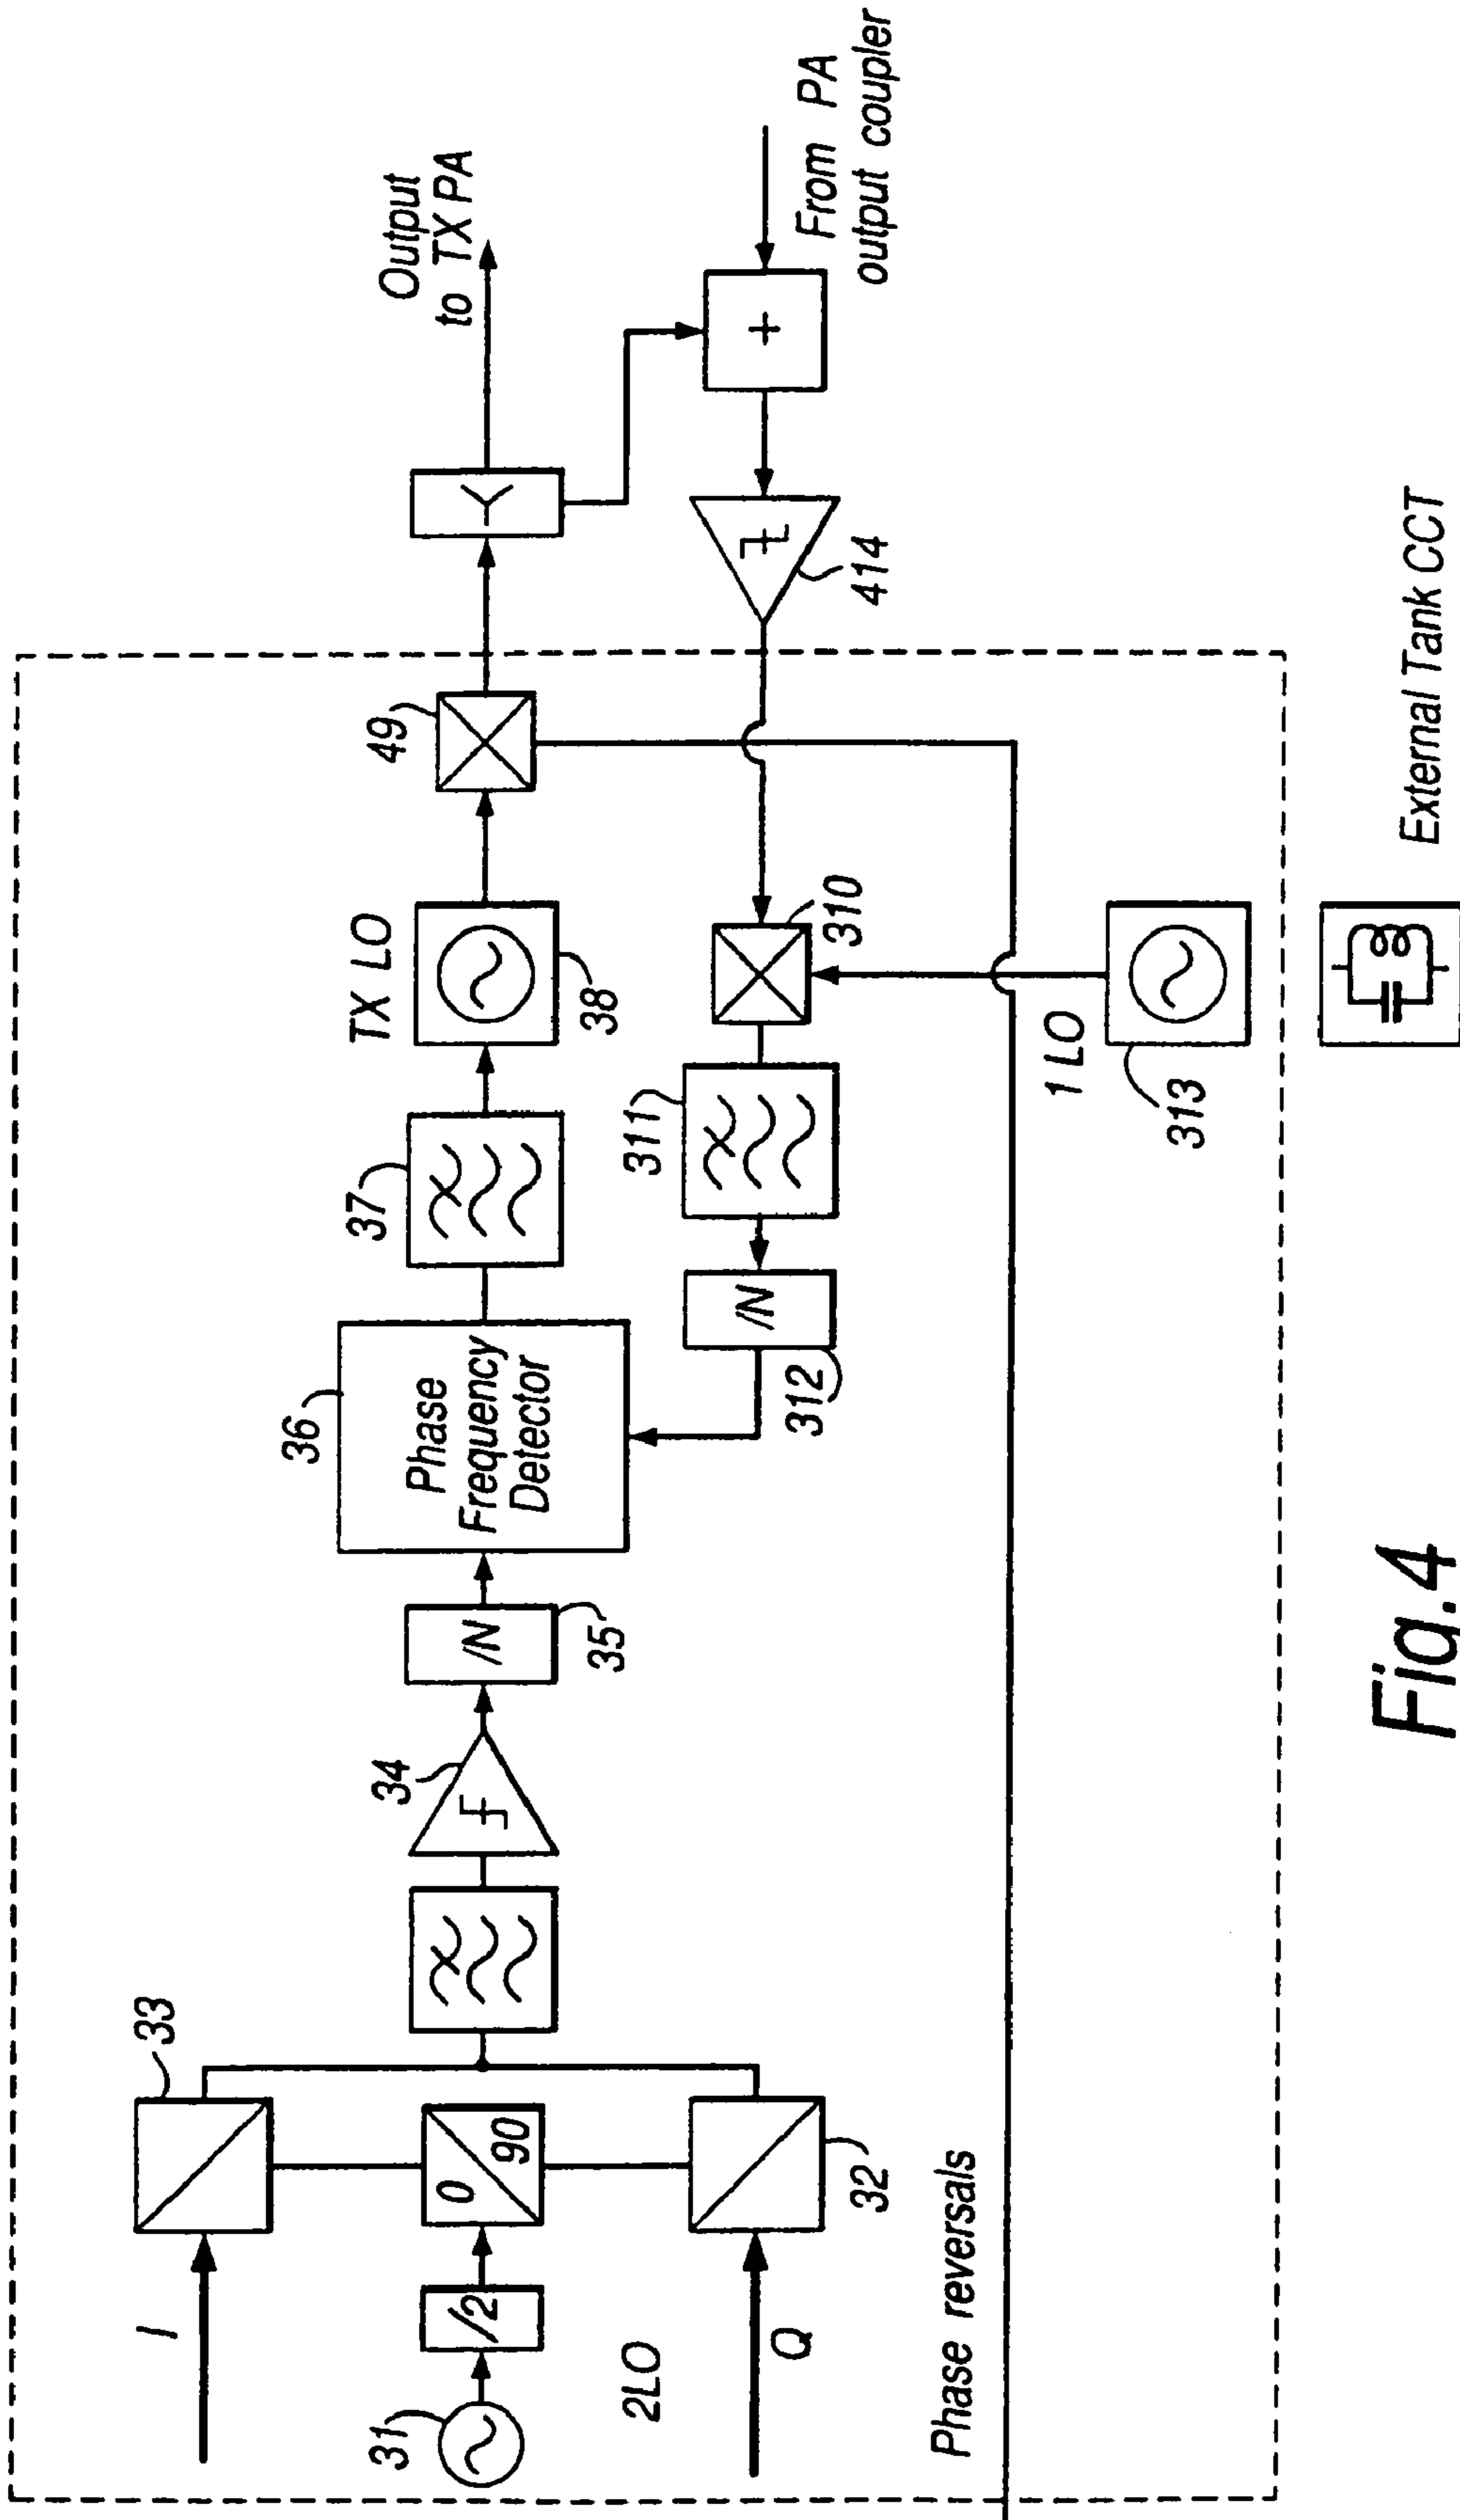 I
31
/2
2LO
Q
Phase reversals
33
0
90
32
34
/N
35
36
Phase
Frequency
Detector
37
TX LO
38
49
/N
312
311
310
1 LO
313
414
Output
to TX PA
+
From PA
output coupler
External Tank CCT
Fig.4